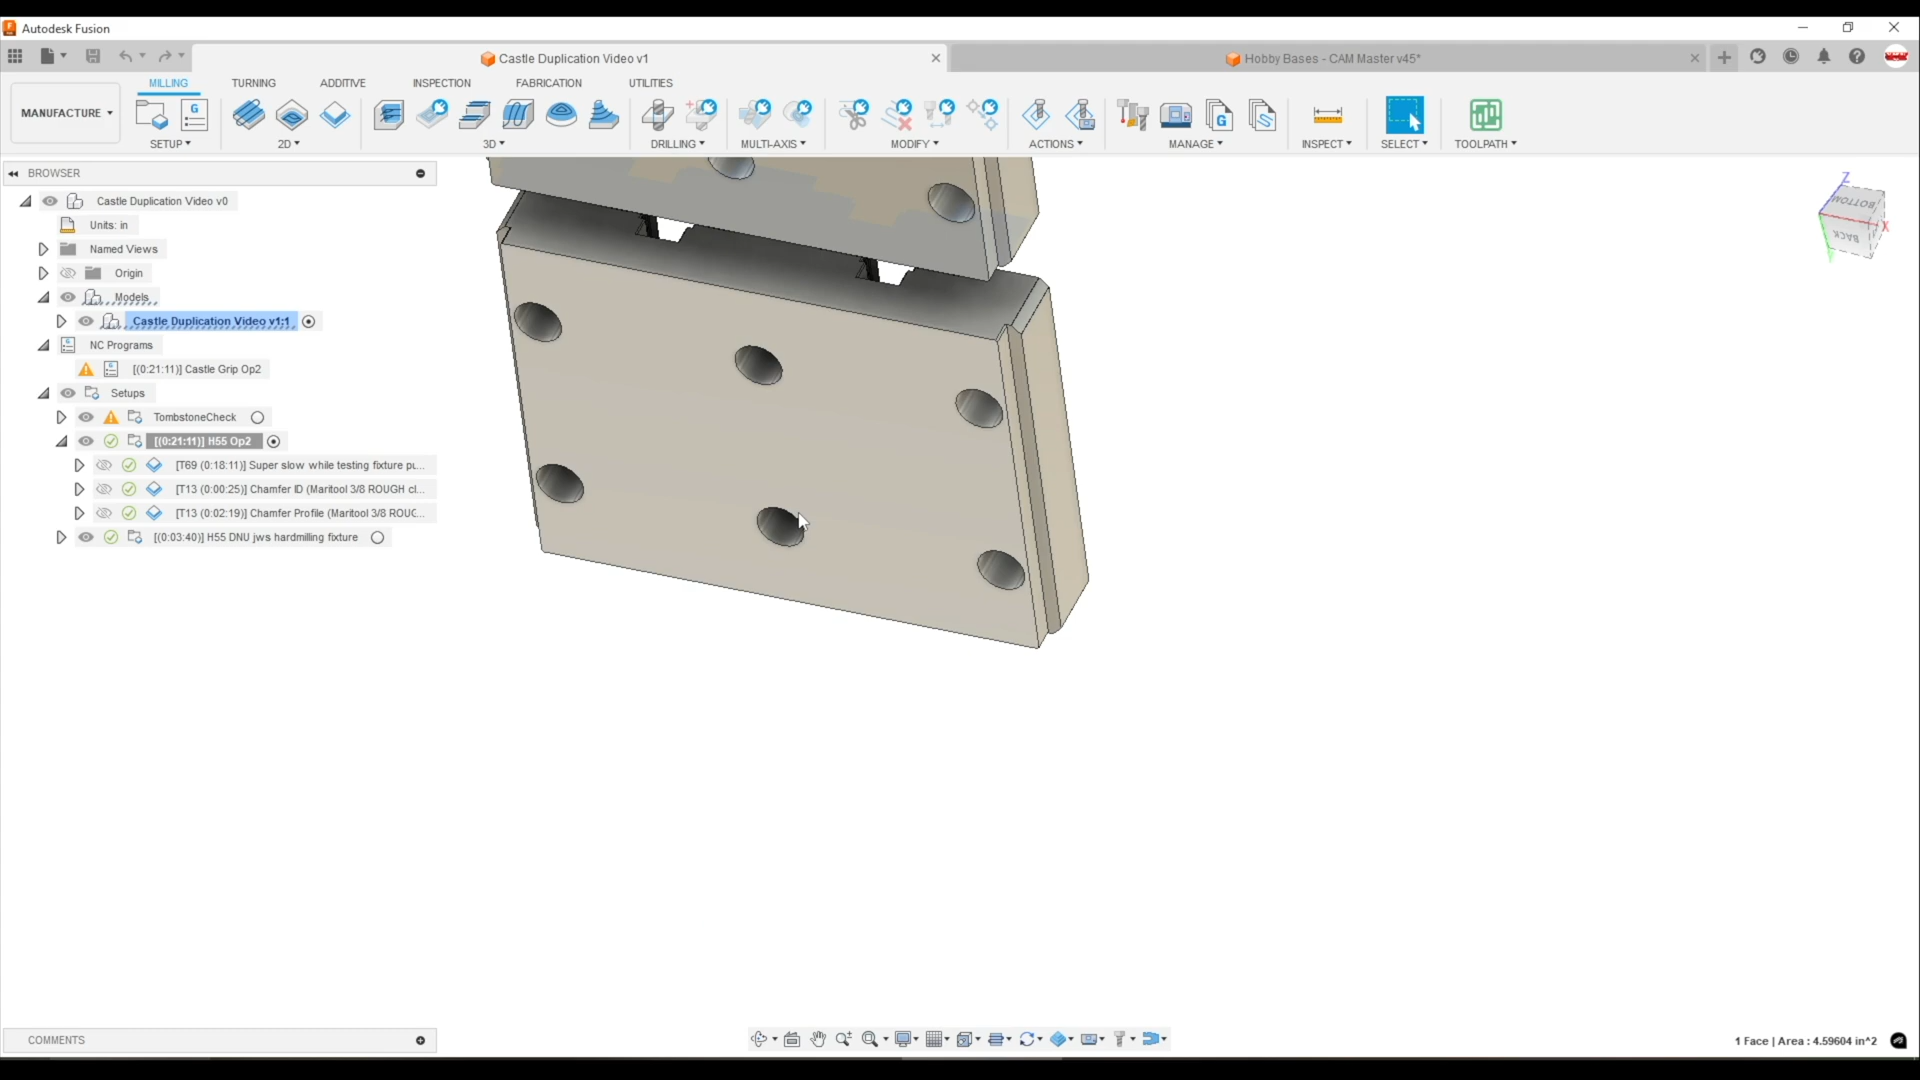 Autodesk Fusion
Castle Duplication Video v1
Hobby Bases - CAM Master v45*
MILLING TURNING ADDITIVE INSPECTION FABRICATION UTILITIES
MANUFACTURE
SETUP 2D 3D DRILLING MULTI-AXIS MODIFY ACTIONS MANAGE INSPECT SELECT TOOLPATH
BROWSER
Castle Duplication Video v0
Units: in
Named Views
Origin
Models
Castle Duplication Video v1:1
NC Programs
[(0:21:11)] Castle Grip Op2
Setups
TombstoneCheck
[(0:21:11)] H55 Op2
[T69 (0:18:11)] Super slow while testing fixture pu...
[T13 (0:00:25)] Chamfer ID (Maritool 3/8 ROUGH cl...
[T13 (0:02:19)] Chamfer Profile (Maritool 3/8 ROUG...
[(0:03:40)] H55 DNU jws hardmilling fixture
Z
BOTTOM
X
BACK
Y
COMMENTS
1 Face | Area : 4.59604 in^2